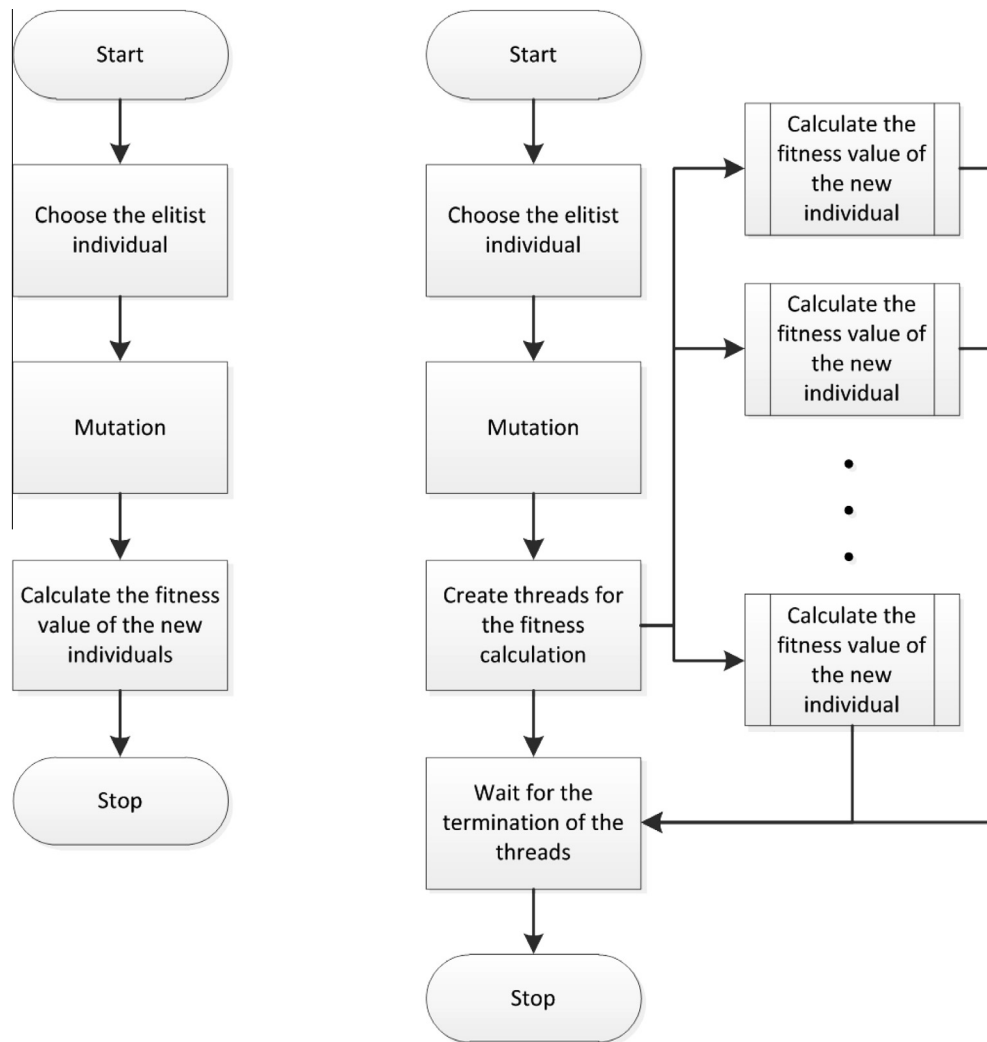 Start
Choose the elitist
individual
Mutation
Calculate the fitness
value of the new
individuals
Stop
Start
Choose the elitist
individual
Mutation
Create threads for
the fitness
calculation
Wait for the
termination of the
threads
Stop
Calculate the
fitness value of
the new
individual
Calculate the
fitness value of
the new
individual
Calculate the
fitness value of
the new
individual